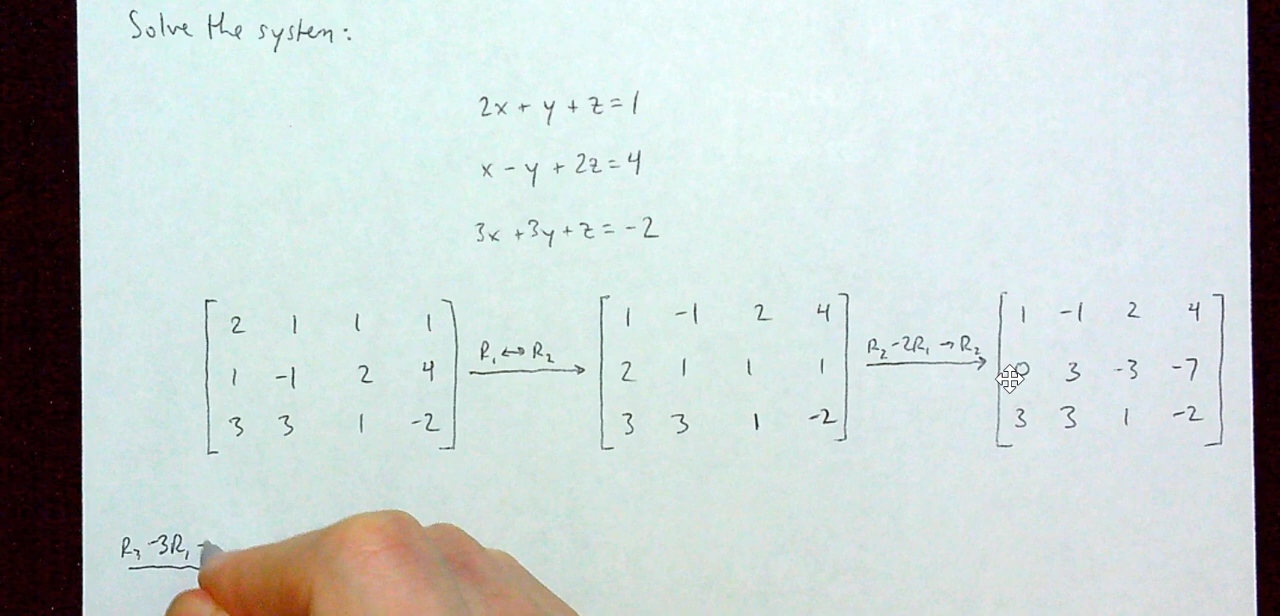 Solve the system:
2x + y + z = 1
x - y + 2z = 4
3x + 3y + z = -2
2 1 1 1
1 -1 2 4
3 3 1 -2
R₁ ↔ R₂
1 -1 2 4
2 1 1 1
3 3 1 -2
R₂ - 2R₁ → R₂
1 -1 2 4
0 3 -3 -7
3 3 1 -2
R₃ - 3R₁ -